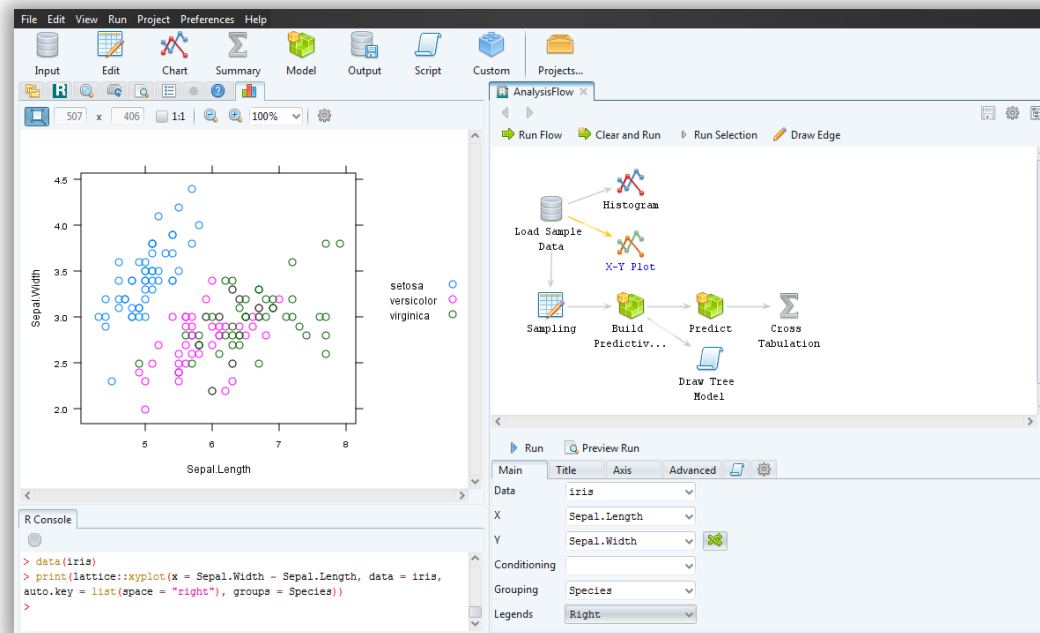 File Edit View Run Project Preferences Help
Input Edit Chart Summary Model Output Script Custom Projects...
507 x 406 1:1 100%
4.5
4.0
3.5
3.0
2.5
2.0
Sepal.Width
5 6 7 8
Sepal.Length
setosa
versicolor
virginica
R Console
> data(iris)
> print(lattice::xyplot(x = Sepal.Width ~ Sepal.Length, data = iris,
auto.key = list(space = "right"), groups = Species))
>
R AnalysisFlow
Run Flow Clear and Run Run Selection Draw Edge
Histogram
Load Sample
Data
X-Y Plot
Sampling
Build
Predictiv...
Predict
Cross
Tabulation
Draw Tree
Model
Run Preview Run
Main Title Axis Advanced
Data iris
X Sepal.Length
Y Sepal.Width
Conditioning
Grouping Species
Legends Right